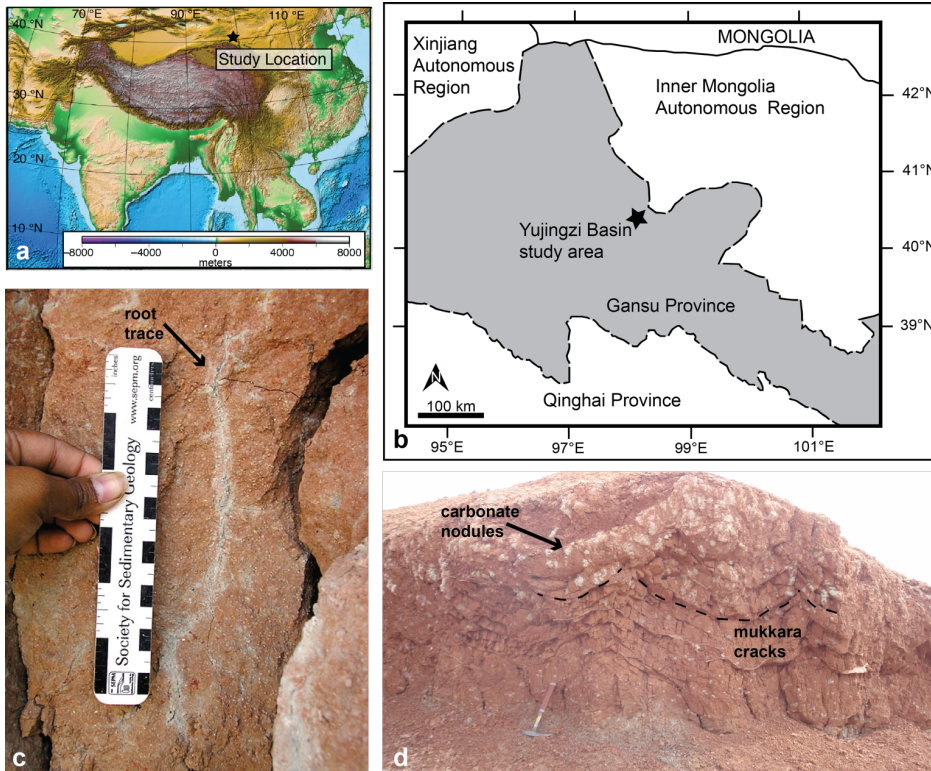 40 °N
70°E
90°E
110 °E
Study Location
30 °N
20 °N
10 °N
a
-8000
-4000
0
4000
8000
meters
Xinjiang
Autonomous
Region
MONGOLIA
Inner Mongolia
Autonomous Region
42°N
41°N
Yujingzi Basin
study area
40°N
Gansu Province
39°N
N
100 km
Qinghai Province
b
95°E
97°E
99°E
101°E
root
trace
inches
www.sepm.org
Society for Sedimentary Geology
SEPM
c
carbonate
nodules
mukkara
cracks
d